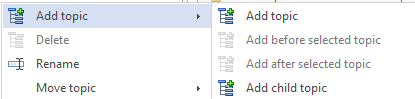 Add topic
Delete
Rename
Move topic
Add topic
Add before selected topic
Add after selected topic
Add child topic